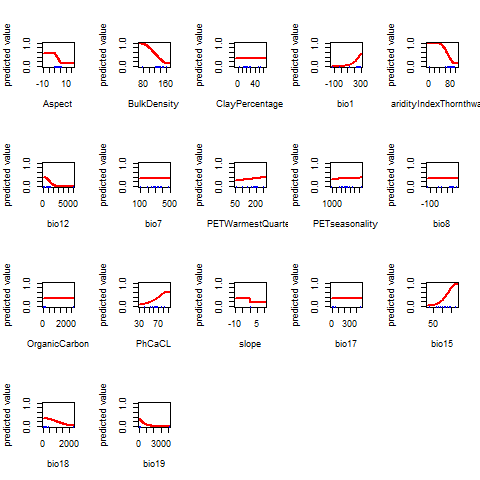 predicted value
0.0 1.0
-10 0 10
Aspect
predicted value
0.0 1.0
80 160
BulkDensity
predicted value
0.0 1.0
0 40
ClayPercentage
predicted value
0.0 1.0
-100 300
bio1
predicted value
0.0 1.0
0 80
aridityIndexThornthwa
predicted value
0.0 1.0
0 5000
bio12
predicted value
0.0 1.0
100 500
bio7
predicted value
0.0 1.0
50 200
PETWarmestQuarte
predicted value
0.0 1.0
1000
PETseasonality
predicted value
0.0 1.0
-100
bio8
predicted value
0.0 1.0
0 2000
OrganicCarbon
predicted value
0.0 1.0
30 70
PhCaCL
predicted value
0.0 1.0
-10 5
slope
predicted value
0.0 1.0
0 300
bio17
predicted value
0.0 1.0
50
bio15
predicted value
0.0 1.0
0 2000
bio18
predicted value
0.0 1.0
0 3000
bio19